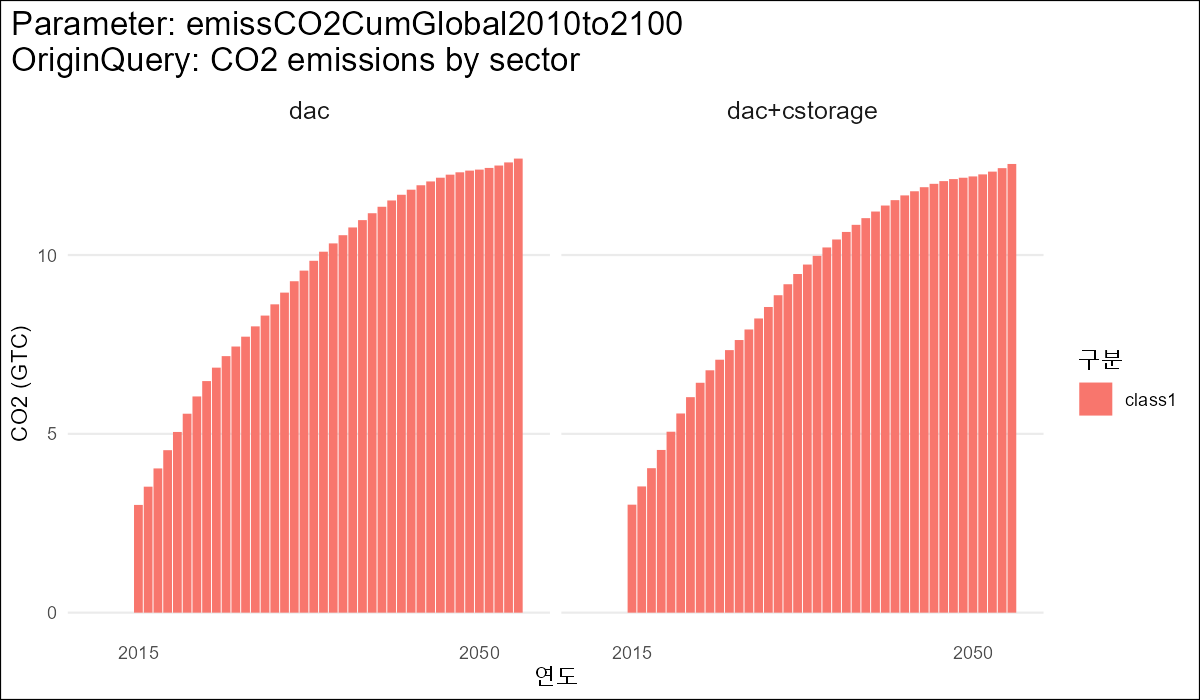 Parameter: emissCO2CumGlobal2010to2100
OriginQuery: CO2 emissions by sector
dac
dac+cstorage
CO2 (GTC)
10
5
0
2015
2050
2015
2050
연도
구분
class1